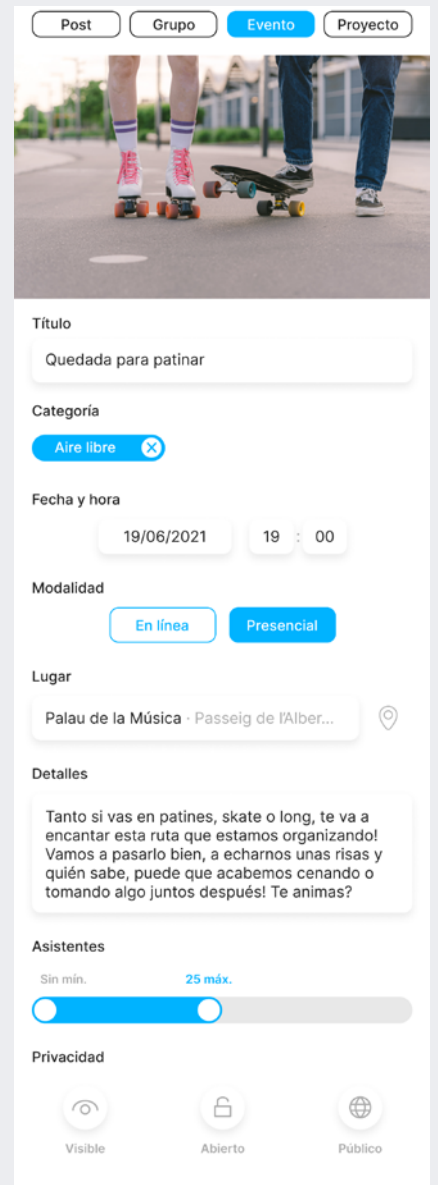 Post Grupo Evento Proyecto
Título
Quedada para patinar
Categoría
Aire libre
Fecha y hora
19/06/2021 19 : 00
Modalidad
En línea Presencial
Lugar
Palau de la Música · Passeig de l'Alber...
Detalles
Tanto si vas en patines, skate o long, te va a
encantar esta ruta que estamos organizando!
Vamos a pasarlo bien, a echarnos unas risas y
quién sabe, puede que acabemos cenando o
tomando algo juntos después! Te animas?
Asistentes
Sin mín. 25 máx.
Privacidad
Visible Abierto Público